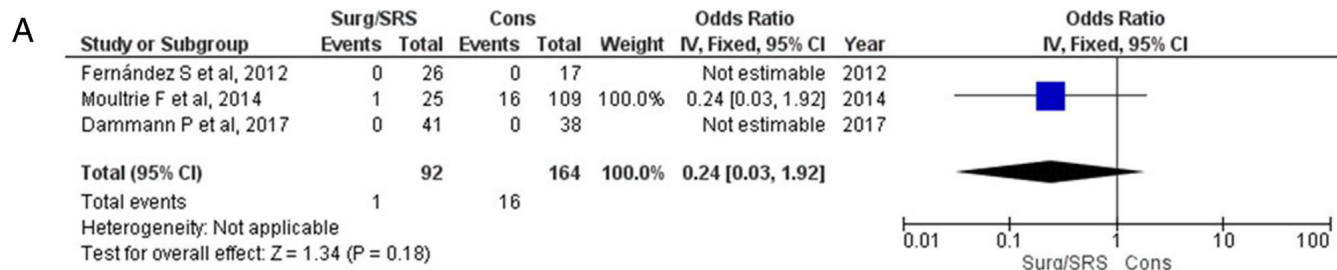 A
Surg/SRS Cons Odds Ratio Odds Ratio
Study or Subgroup Events Total Events Total Weight IV, Fixed, 95% CI Year IV, Fixed, 95% CI
Fernández S et al, 2012 0 26 0 17 Not estimable 2012
Moultrie F et al, 2014 1 25 16 109 100.0% 0.24 [0.03, 1.92] 2014
Dammann P et al, 2017 0 41 0 38 Not estimable 2017
Total (95% CI) 92 164 100.0% 0.24 [0.03, 1.92]
Total events 1 16
Heterogeneity: Not applicable
Test for overall effect: Z = 1.34 (P = 0.18)
0.01 0.1 1 10 100
Surg/SRS Cons